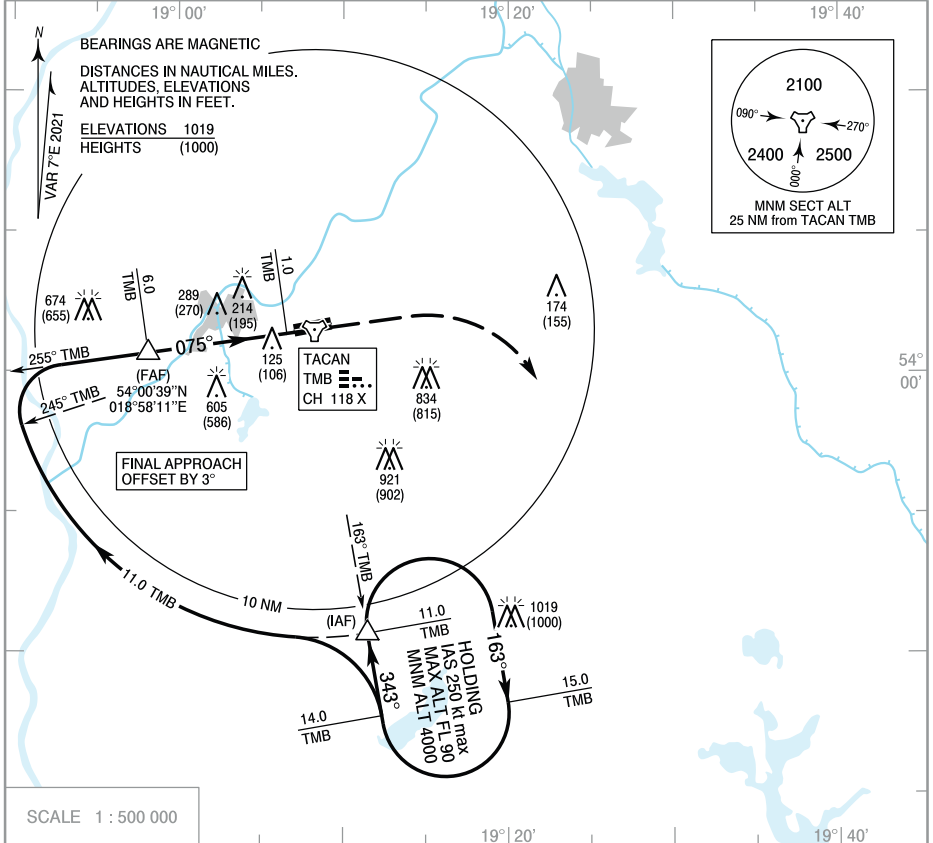 19° 00'
19° 20'
19° 40'
N
VAR 7°E 2021
BEARINGS ARE MAGNETIC
DISTANCES IN NAUTICAL MILES.
ALTITUDES, ELEVATIONS
AND HEIGHTS IN FEET.
ELEVATIONS 1019
HEIGHTS (1000)
2100
090°
270°
2400
2500
000°
MNM SECT ALT
25 NM from TACAN TMB
674
(655)
6.0
TMB
289
(270)
214
(195)
1.0
TMB
174
(155)
255° TMB
075°
125
(106)
(FAF)
54°00'39"N
018°58'11"E
245° TMB
605
(586)
TACAN
TMB
CH 118 X
834
(815)
54°
00'
FINAL APPROACH
OFFSET BY 3°
921
(902)
163° TMB
11.0 TMB
10 NM
(IAF)
11.0
TMB
1019
(1000)
163°
HOLDING
IAS 250 kt max
MAX ALT FL 90
MNM ALT 4000
343°
14.0
TMB
15.0
TMB
SCALE 1 : 500 000
19° 20'
19° 40'